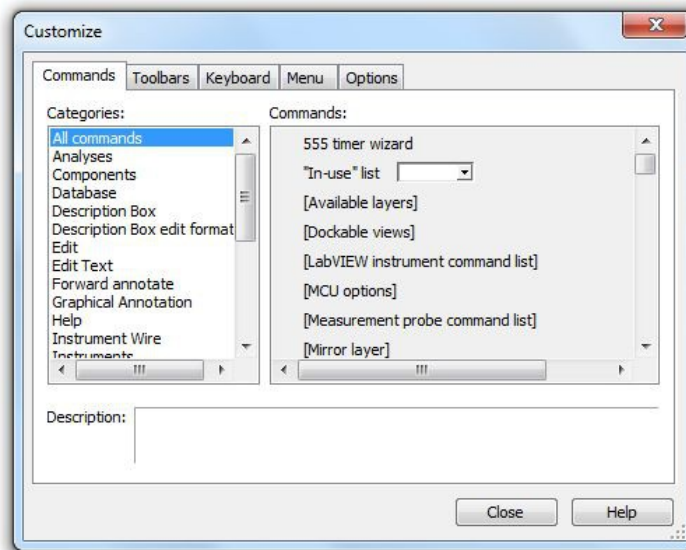 Customize
Commands Toolbars Keyboard Menu Options
Categories:
All commands
Analyses
Components
Database
Description Box
Description Box edit format
Edit
Edit Text
Forward annotate
Graphical Annotation
Help
Instrument Wire
Instruments
Commands:
555 timer wizard
"In-use" list
[Available layers]
[Dockable views]
[LabVIEW instrument command list]
[MCU options]
[Measurement probe command list]
[Mirror layer]
Description:
Close Help